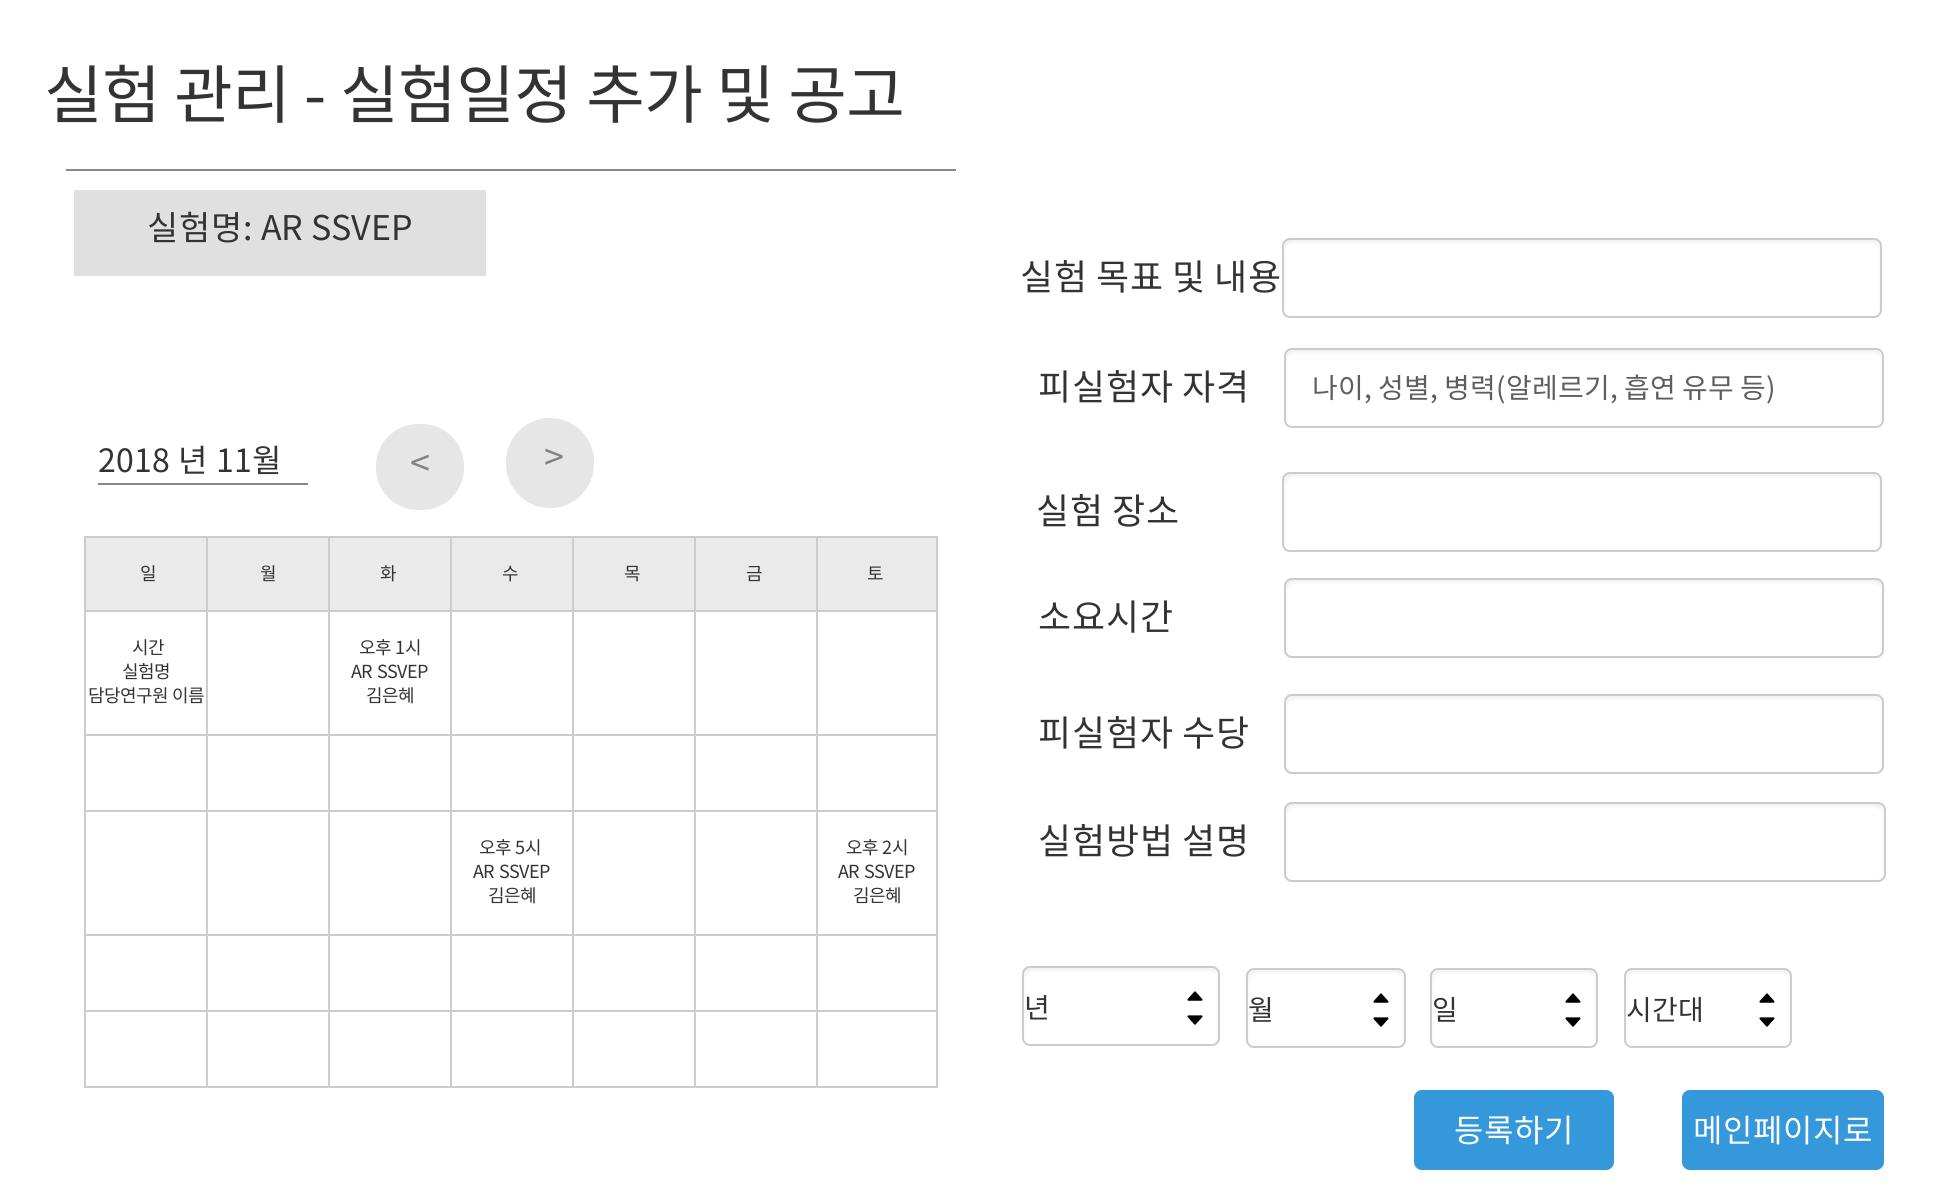 실험 관리 - 실험일정 추가 및 공고
실험명: AR SSVEP
2018 년 11월
<
>
일 월 화 수 목 금 토
시간
실험명
담당연구원 이름
오후 1시
AR SSVEP
김은혜
오후 5시
AR SSVEP
김은혜
오후 2시
AR SSVEP
김은혜
실험 목표 및 내용
피실험자 자격
나이, 성별, 병력(알레르기, 흡연 유무 등)
실험 장소
소요시간
피실험자 수당
실험방법 설명
년
월
일
시간대
등록하기
메인페이지로